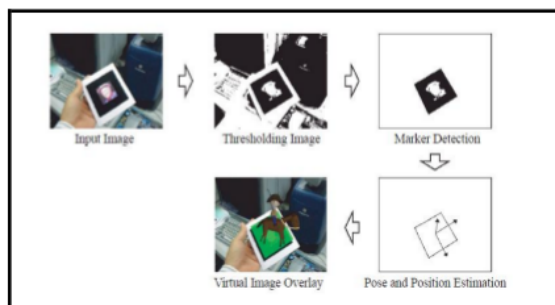 Input Image
Thresholding Image
Marker Detection
Virtual Image Overlay
Pose and Position Estimation